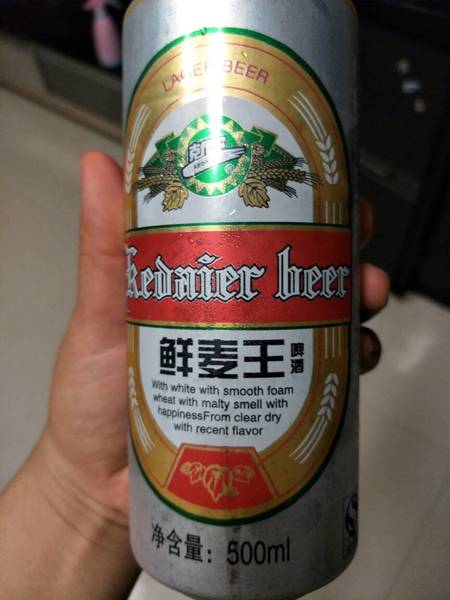 LAGER BEER
Kedaier beer
鲜麦王啤酒
With white with smooth foam
wheat with malty smell with
happinessFrom clear dry
with recent flavor
净含量：500ml